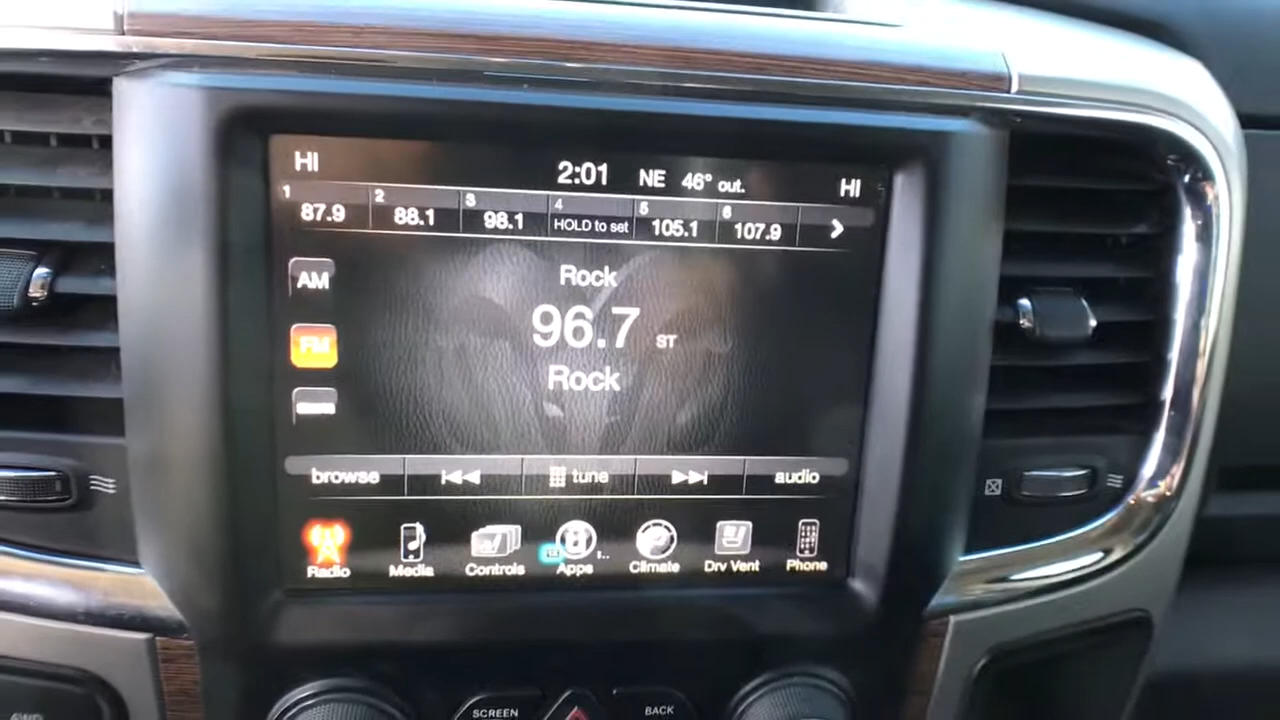 HI 2:01 NE 46° out. HI
1 87.9 2 88.1 3 98.1 4 HOLD to set 5 105.1 6 107.9
AM
Rock
96.7 ST
FM
Rock
browse tune audio
Radio Media Controls Apps Climate Drv Vent Phone
4WD SCREEN BACK